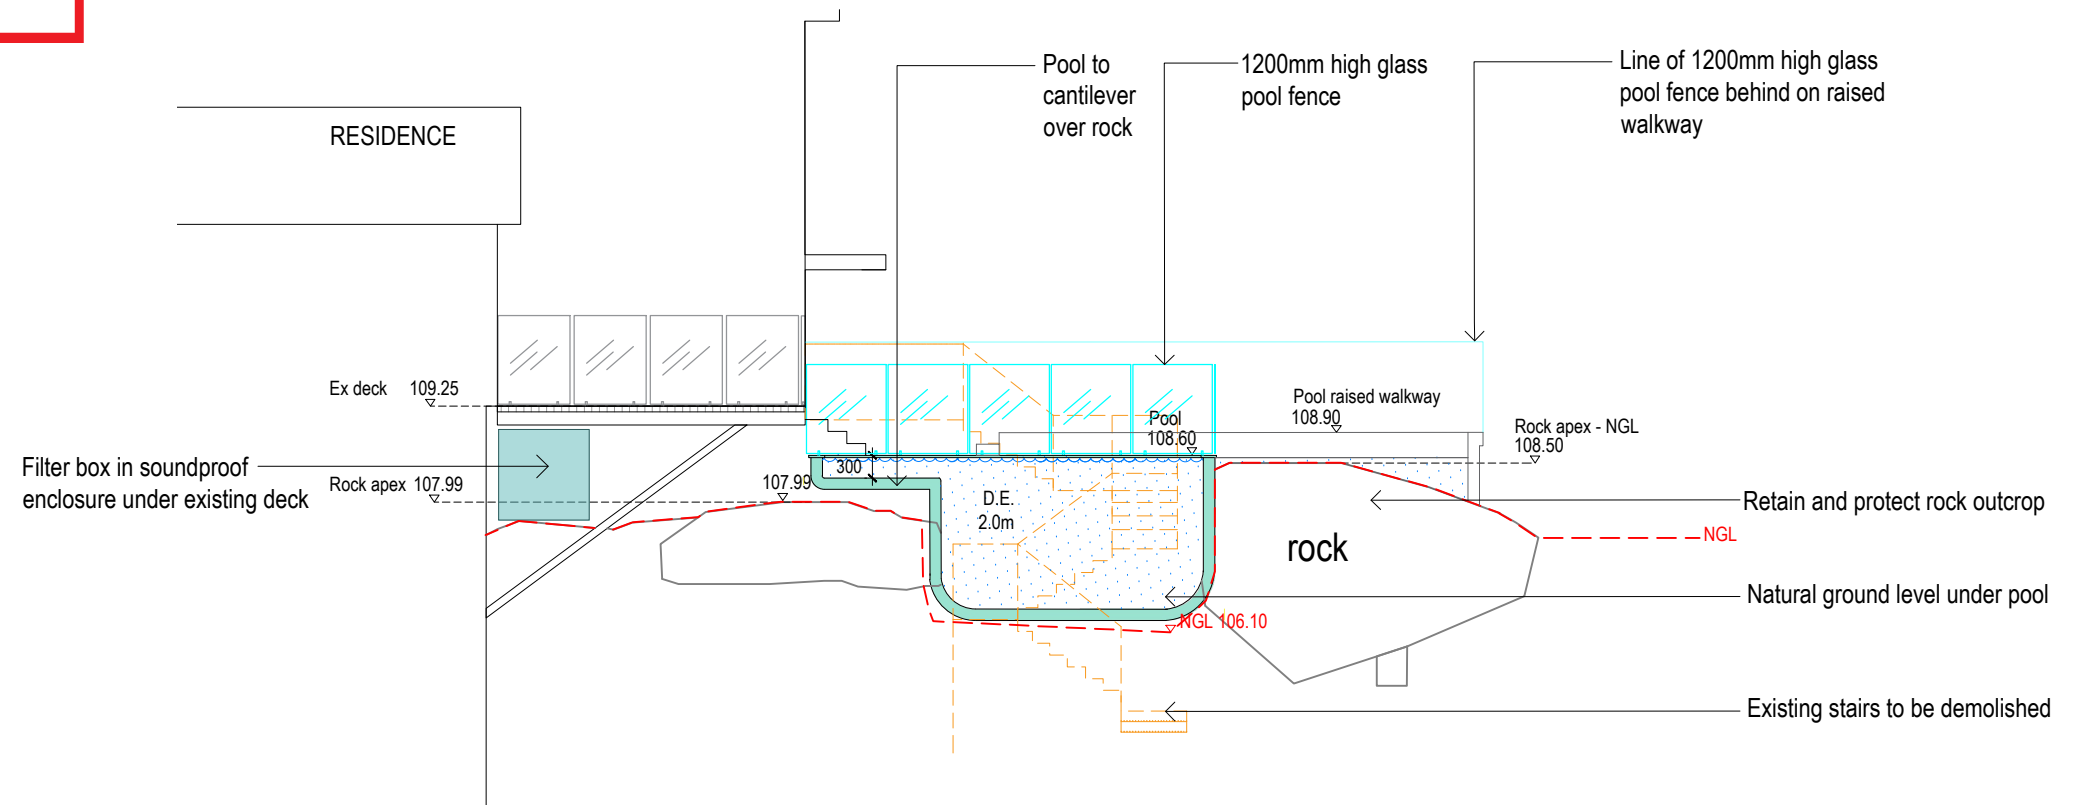 Pool to
cantilever
over rock
1200mm high glass
pool fence
Line of 1200mm high glass
pool fence behind on raised
walkway
RESIDENCE
Ex deck 109.25
Pool raised walkway
108.90
Pool
108.60
Rock apex - NGL
108.50
Filter box in soundproof
enclosure under existing deck
Rock apex 107.99
107.99
300
D.E.
2.0m
Retain and protect rock outcrop
NGL
rock
Natural ground level under pool
NGL 106.10
Existing stairs to be demolished